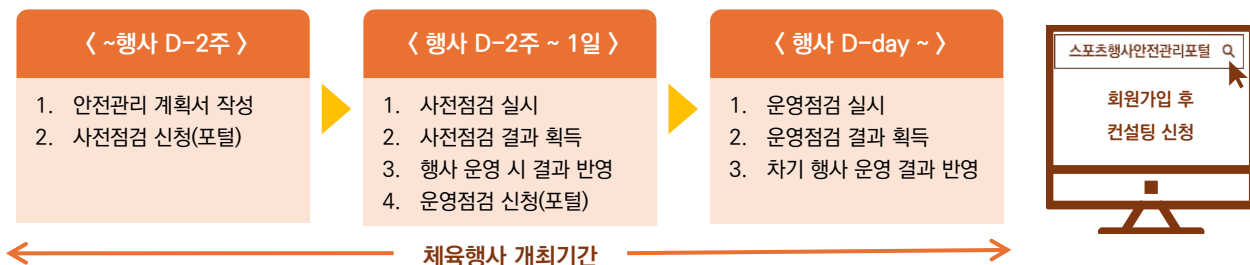 〈 ~행사 D-2주 〉
1. 안전관리 계획서 작성
2. 사전점검 신청(포털)
〈 행사 D-2주 ~ 1일 〉
1. 사전점검 실시
2. 사전점검 결과 획득
3. 행사 운영 시 결과 반영
4. 운영점검 신청(포털)
〈 행사 D-day ~ 〉
1. 운영점검 실시
2. 운영점검 결과 획득
3. 차기 행사 운영 결과 반영
스포츠행사안전관리포털
회원가입 후
컨설팅 신청
체육행사 개최기간